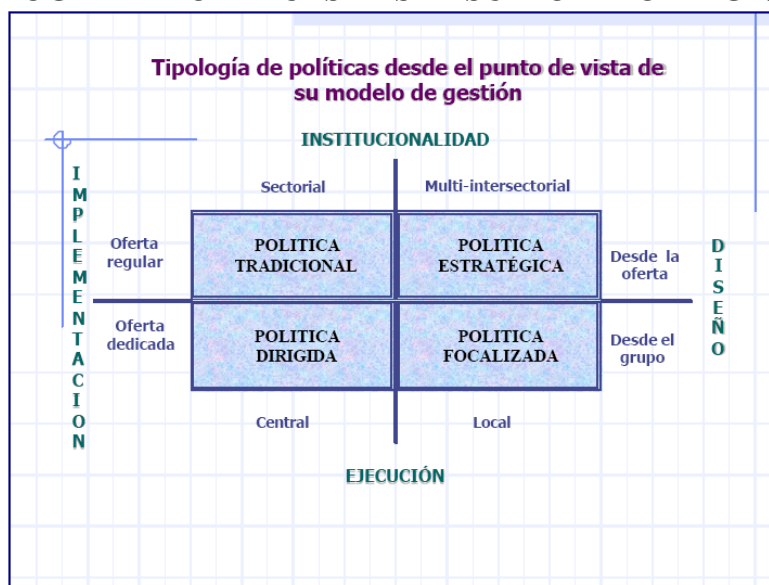 Tipología de políticas desde el punto de vista de
su modelo de gestión
INSTITUCIONALIDAD
Sectorial
Multi-intersectorial
IMPLEMENTACION
Oferta
regular
POLITICA
TRADICIONAL
POLITICA
ESTRATÉGICA
Desde la
oferta
DISEÑO
Oferta
dedicada
POLITICA
DIRIGIDA
POLITICA
FOCALIZADA
Desde el
grupo
Central
Local
EJECUCIÓN